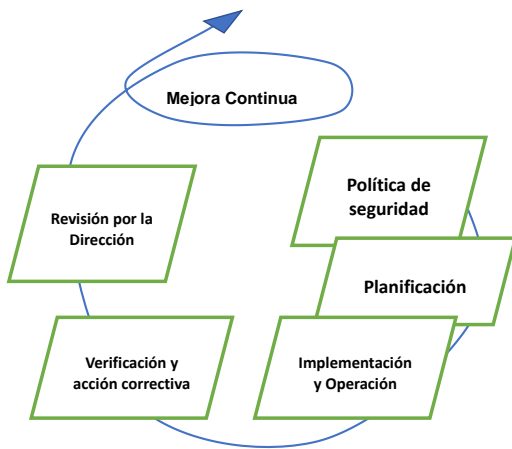 Mejora Continua
Política de
seguridad
Planificación
Implementación
y Operación
Verificación y
acción correctiva
Revisión por la
Dirección